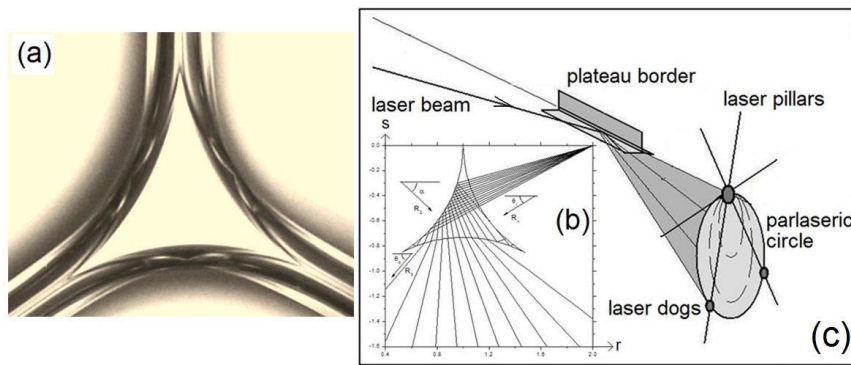 (a)
plateau border
laser beam
laser pillars
s
0.0
-0.2
-0.4
-0.6
-0.8
-1.0
-1.2
-1.4
-1.6
0.4
0.8
1.2
1.6
2.0
r
(b)
parlaseric
circle
laser dogs
(c)